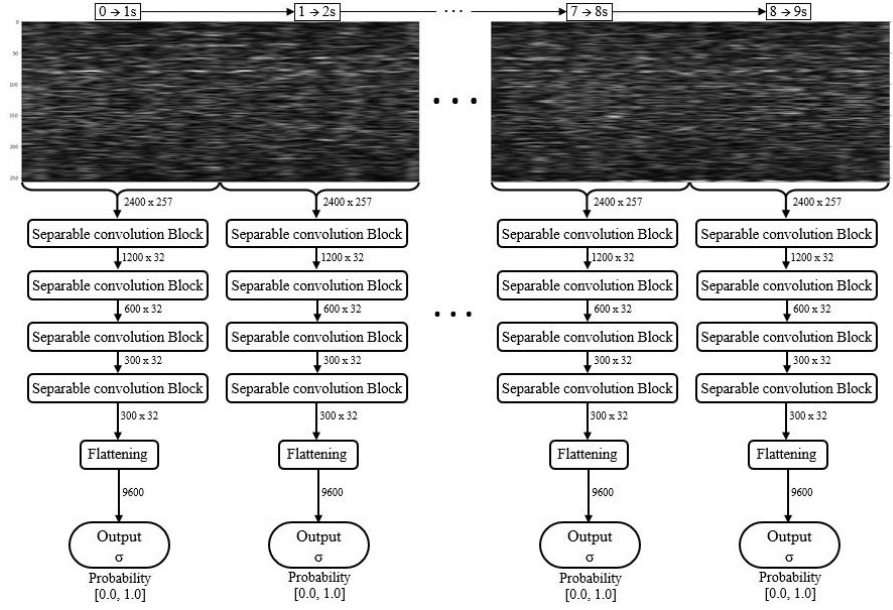 0 → 1s
1 → 2s
...
7 → 8s
8 → 9s
0
50
100
150
200
250
2400 x 257
2400 x 257
2400 x 257
2400 x 257
Separable convolution Block
Separable convolution Block
Separable convolution Block
Separable convolution Block
1200 x 32
1200 x 32
1200 x 32
1200 x 32
Separable convolution Block
Separable convolution Block
Separable convolution Block
Separable convolution Block
600 x 32
600 x 32
600 x 32
600 x 32
Separable convolution Block
Separable convolution Block
Separable convolution Block
Separable convolution Block
300 x 32
300 x 32
300 x 32
300 x 32
Separable convolution Block
Separable convolution Block
Separable convolution Block
Separable convolution Block
300 x 32
300 x 32
300 x 32
300 x 32
Flattening
Flattening
Flattening
Flattening
9600
9600
9600
9600
Output
σ
Output
σ
Output
σ
Output
σ
Probability
[0.0, 1.0]
Probability
[0.0, 1.0]
Probability
[0.0, 1.0]
Probability
[0.0, 1.0]